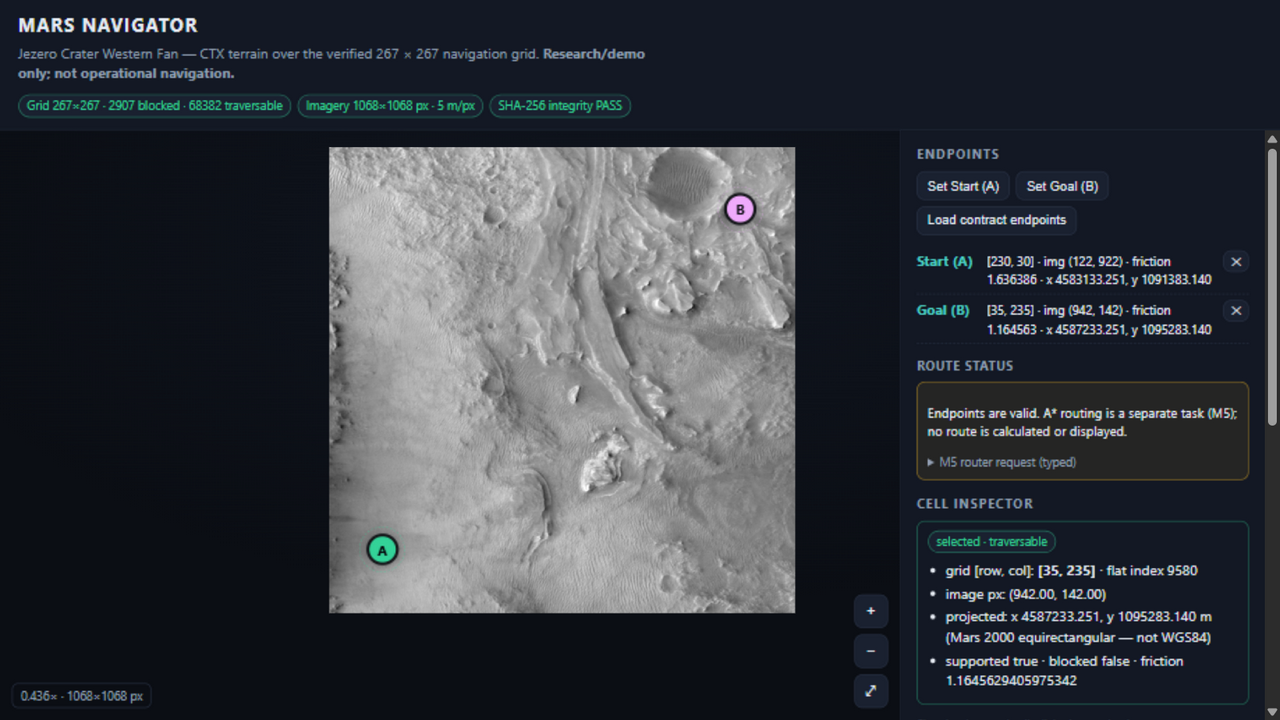 MARS NAVIGATOR
Jezero Crater Western Fan — CTX terrain over the verified 267 × 267 navigation grid. Research/demo
only; not operational navigation.
Grid 267×267 · 2907 blocked · 68382 traversable
Imagery 1068×1068 px · 5 m/px
SHA-256 integrity PASS
B
A
+
−
0.436× · 1068×1068 px
ENDPOINTS
Set Start (A)
Set Goal (B)
Load contract endpoints
Start (A)
[230, 30] · img (122, 922) · friction
1.636386 · x 4583133.251, y 1091383.140
Goal (B)
[35, 235] · img (942, 142) · friction
1.164563 · x 4587233.251, y 1095283.140
ROUTE STATUS
Endpoints are valid. A* routing is a separate task (M5);
no route is calculated or displayed.
M5 router request (typed)
CELL INSPECTOR
selected · traversable
grid [row, col]: [35, 235] · flat index 9580
image px: (942.00, 142.00)
projected: x 4587233.251, y 1095283.140 m
(Mars 2000 equirectangular — not WGS84)
supported true · blocked false · friction
1.1645629405975342